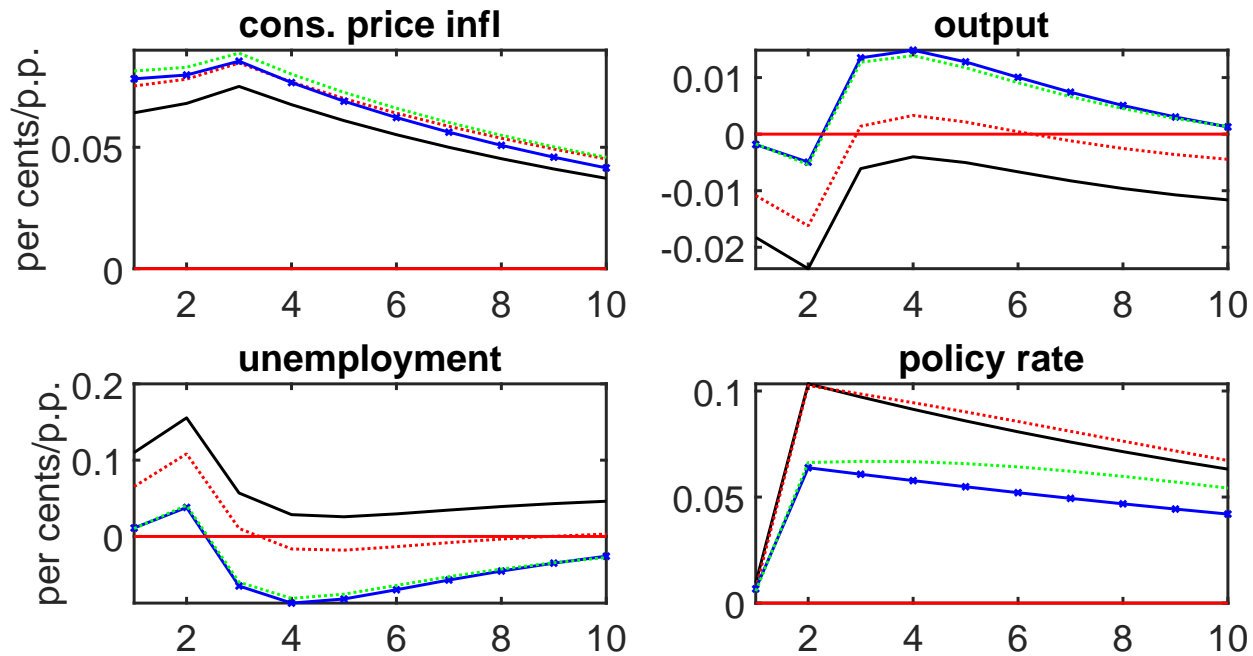 cons. price infl
per cents/p.p.
0.05
0
2 4 6 8 10
output
0.01
0
-0.01
-0.02
2 4 6 8 10
unemployment
per cents/p.p.
0.2
0.1
0
2 4 6 8 10
policy rate
0.1
0.05
0
2 4 6 8 10